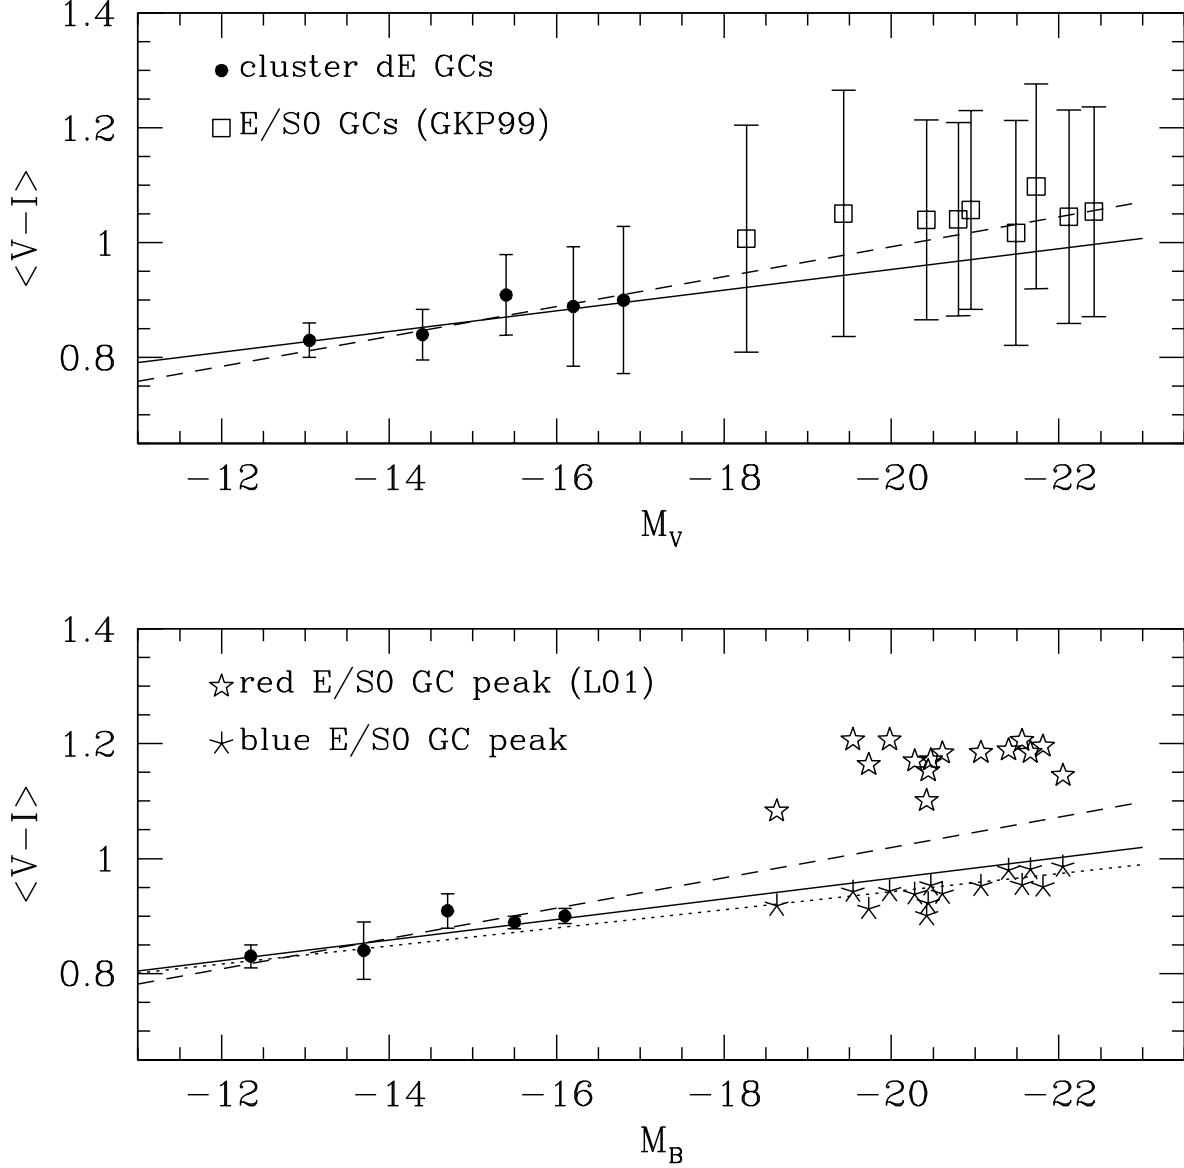 1.4
cluster dE GCs
E/S0 GCs (GKP99)
1.2
<V-I>
1
0.8
-12 -14 -16 -18 -20 -22
M_V
1.4
red E/S0 GC peak (L01)
blue E/S0 GC peak
1.2
<V-I>
1
0.8
-12 -14 -16 -18 -20 -22
M_B